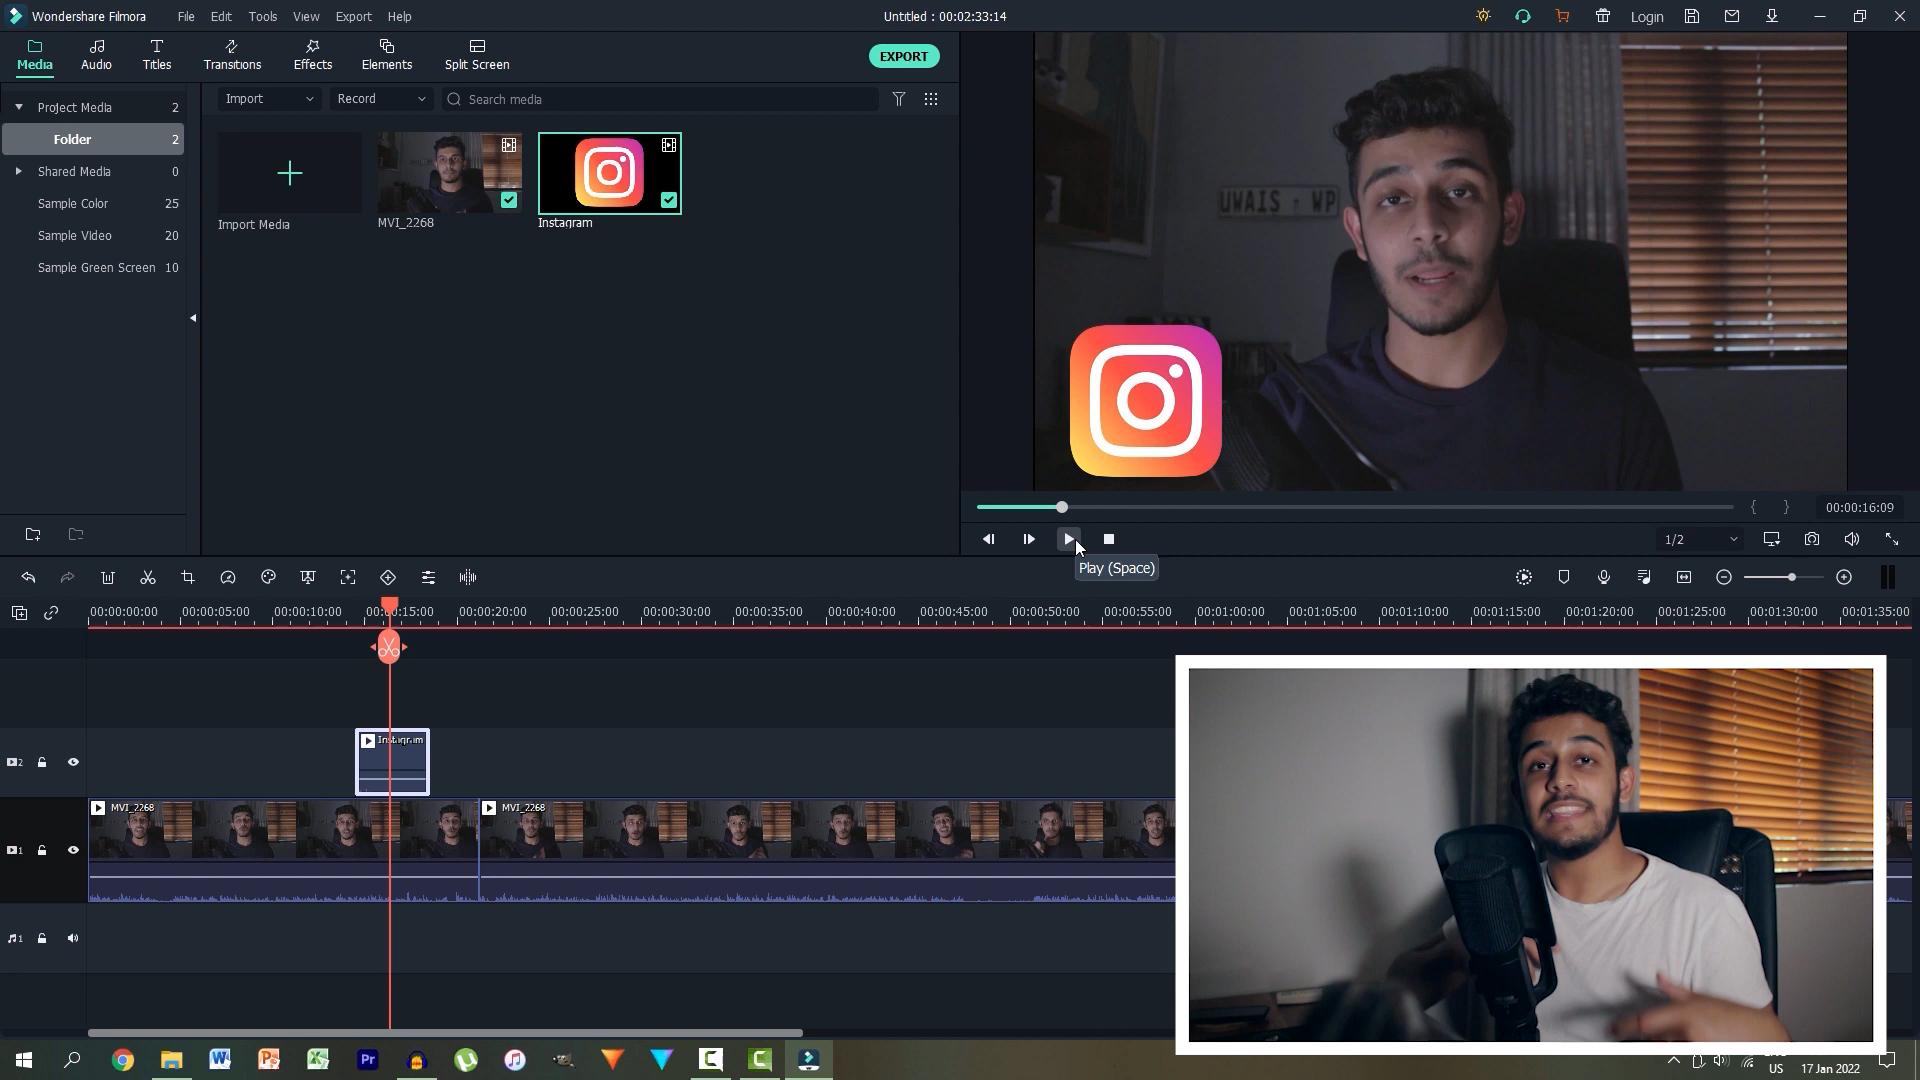 Wondershare Filmora File Edit Tools View Export Help Untitled : 00:02:33:14 Login
Media Audio Titles Transitions Effects Elements Split Screen EXPORT
Import Record Search media
Project Media 2
Folder 2
Shared Media 0
Sample Color 25
Sample Video 20
Sample Green Screen 10
Import Media MVI_2268 Instagram
UWAIS WP
{ } 00:00:16:09
1/2
Play (Space)
00:00:00:00 00:00:05:00 00:00:10:00 00:00:15:00 00:00:20:00 00:00:25:00 00:00:30:00 00:00:35:00 00:00:40:00 00:00:45:00 00:00:50:00 00:00:55:00 00:01:00:00 00:01:05:00 00:01:10:00 00:01:15:00 00:01:20:00 00:01:25:00 00:01:30:00 00:01:35:00
Instagram
2
MVI_2268 MVI_2268
1
1
W P X Pr C C
US 17 Jan 2022